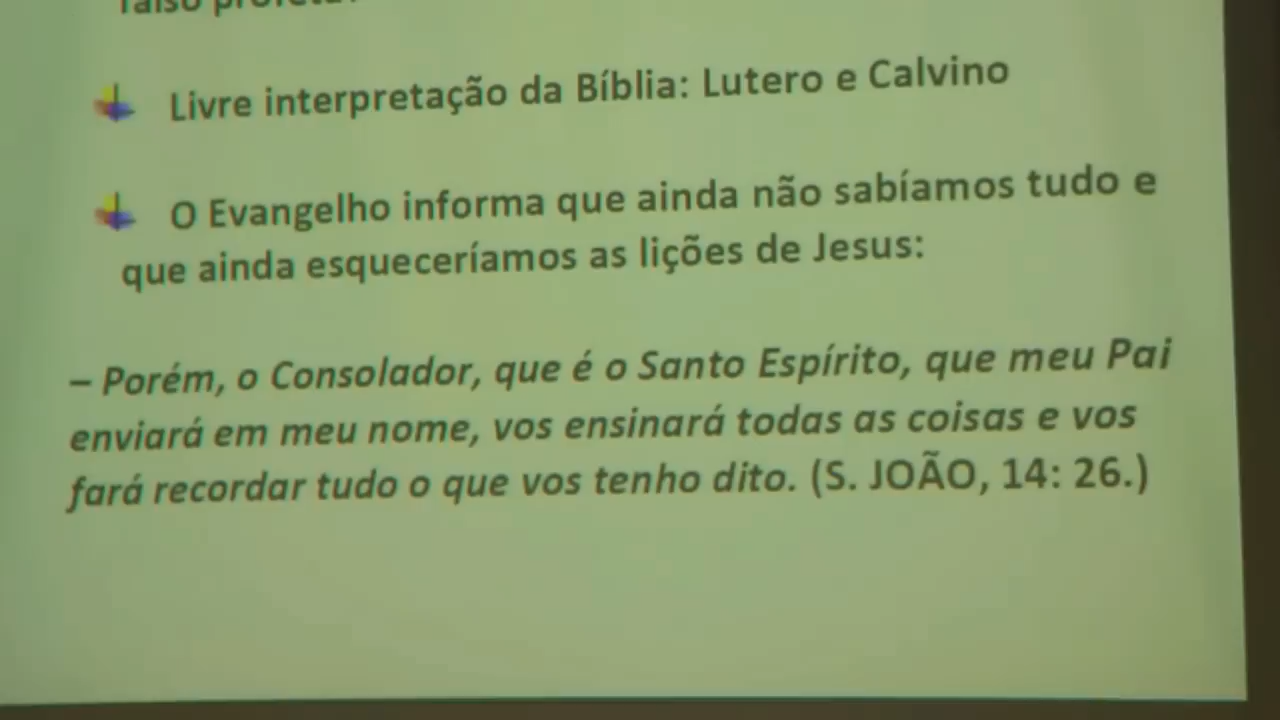 falso profeta
Livre interpretação da Bíblia: Lutero e Calvino
O Evangelho informa que ainda não sabíamos tudo e
que ainda esqueceríamos as lições de Jesus:
– Porém, o Consolador, que é o Santo Espírito, que meu Pai
enviará em meu nome, vos ensinará todas as coisas e vos
fará recordar tudo o que vos tenho dito. (S. JOÃO, 14: 26.)